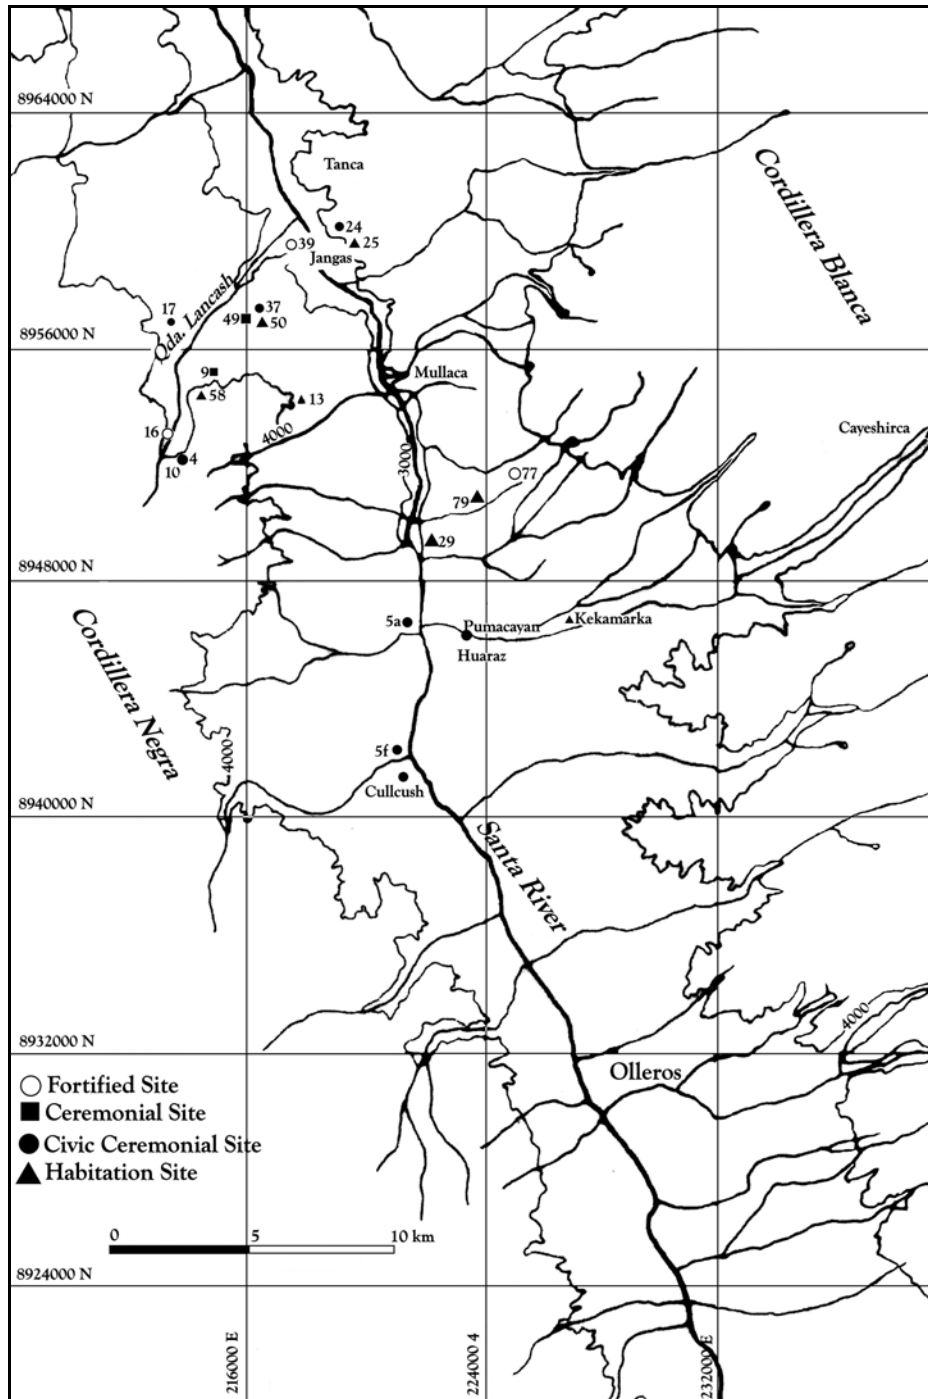 8964000 N
Tanca
Cordillera Blanca
24
39
25
Jangas
Qda. Lancash
17
37
49
50
8956000 N
Mullaca
9
58
13
4000
Cayeshirca
16
4
10
3000
77
79
29
8948000 N
Cordillera Negra
5a
Pumacayan
Kekamarka
Huaraz
4000
5f
Cullcush
8940000 N
Santa River
4000
8932000 N
Olleros
Fortified Site
Ceremonial Site
Civic Ceremonial Site
Habitation Site
0 5 10 km
8924000 N
216000 E
224000 4
232000 E